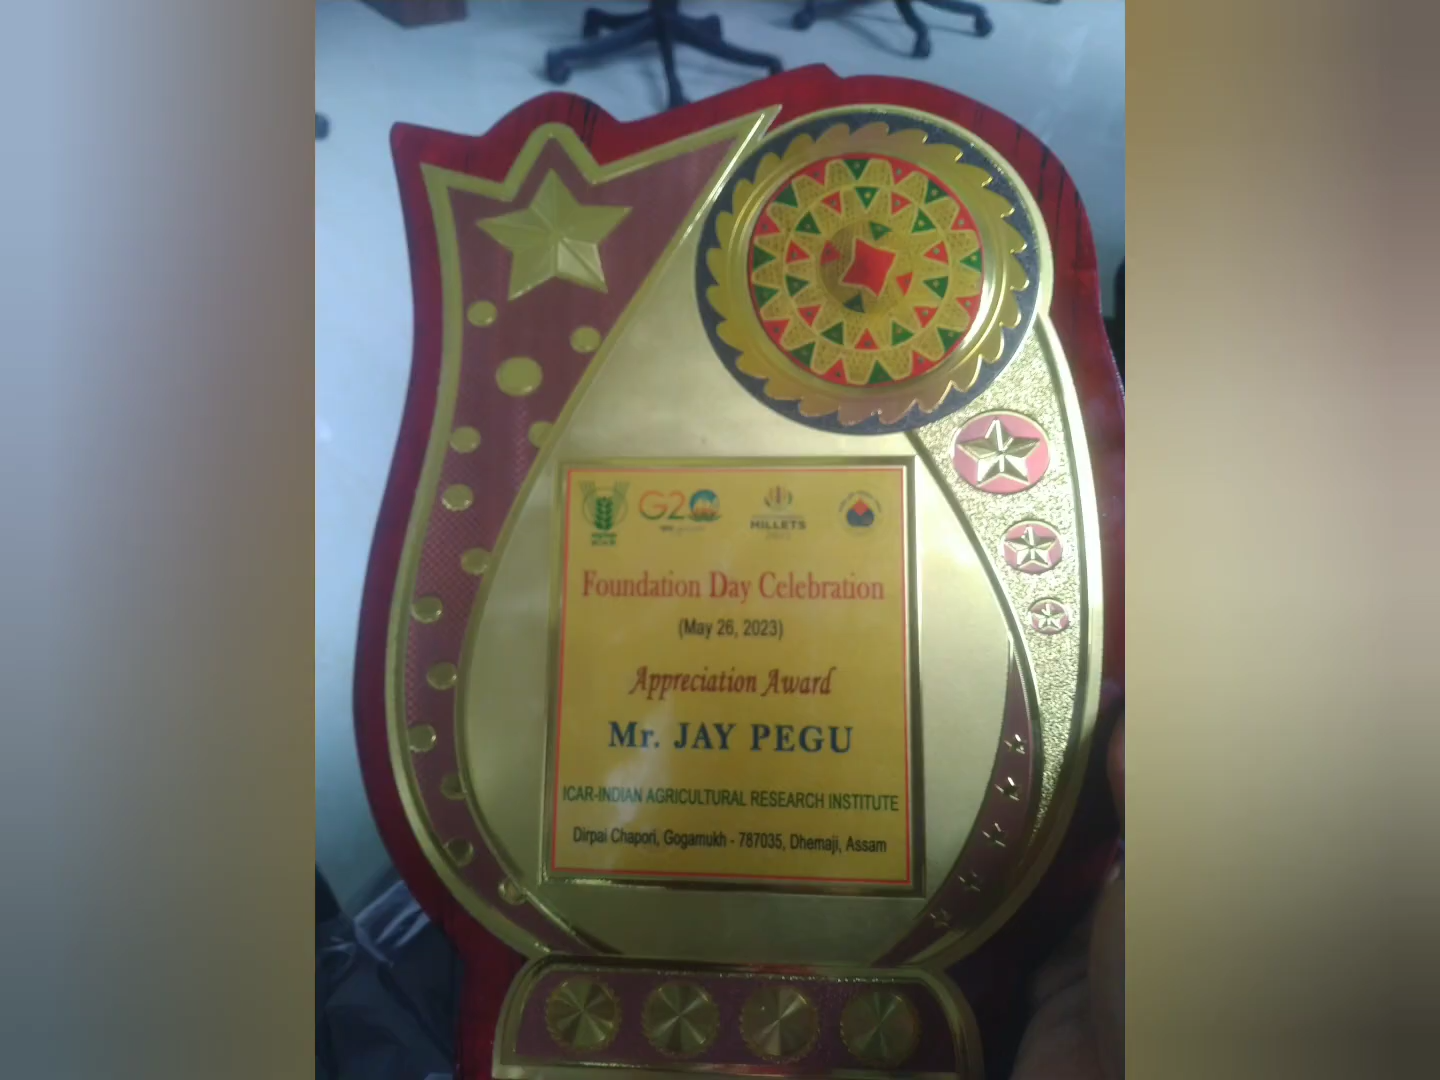 G20
MILLETS
Foundation Day Celebration
(May 26, 2023)
Appreciation Award
Mr. JAY PEGU
ICAR-INDIAN AGRICULTURAL RESEARCH INSTITUTE
Dirpai Chapori, Gogamukh - 787035, Dhemaji, Assam